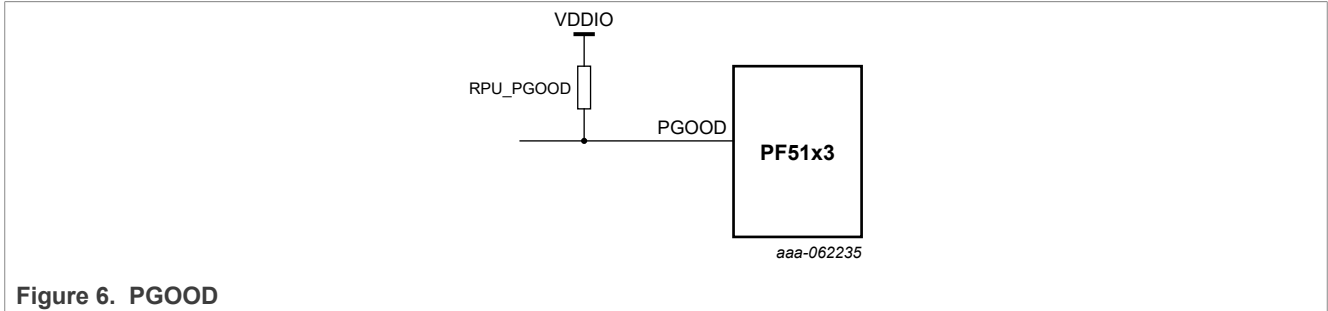 VDDIO
RPU_PGOOD
PGOOD
PF51x3
aaa-062235
Figure 6. PGOOD